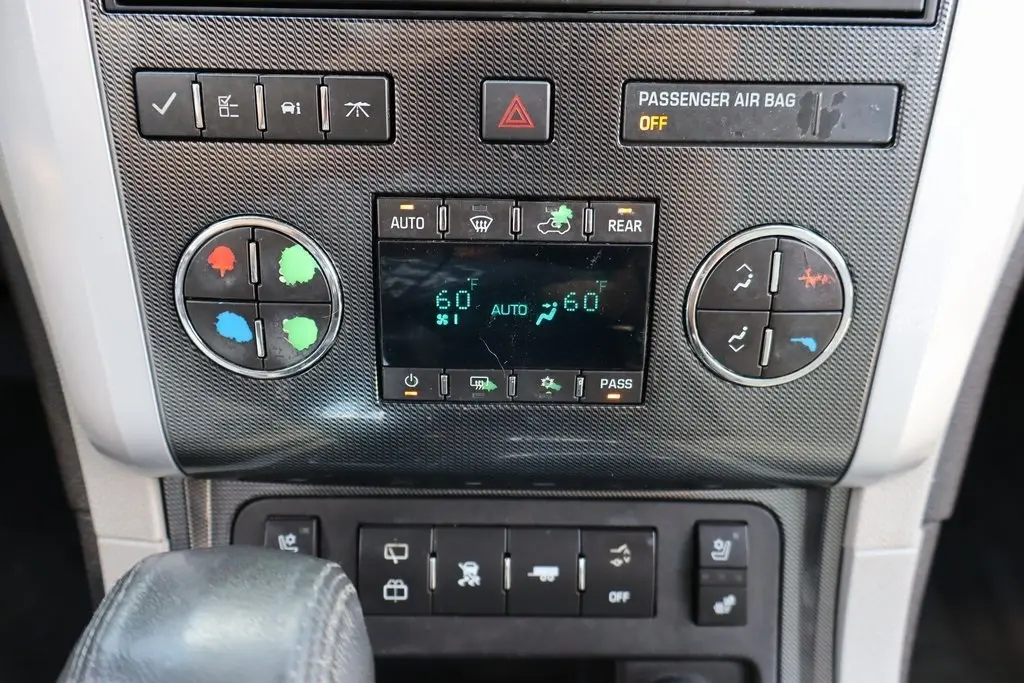 PASSENGER AIR BAG
OFF
AUTO REAR
60°F AUTO 60°F
PASS
OFF